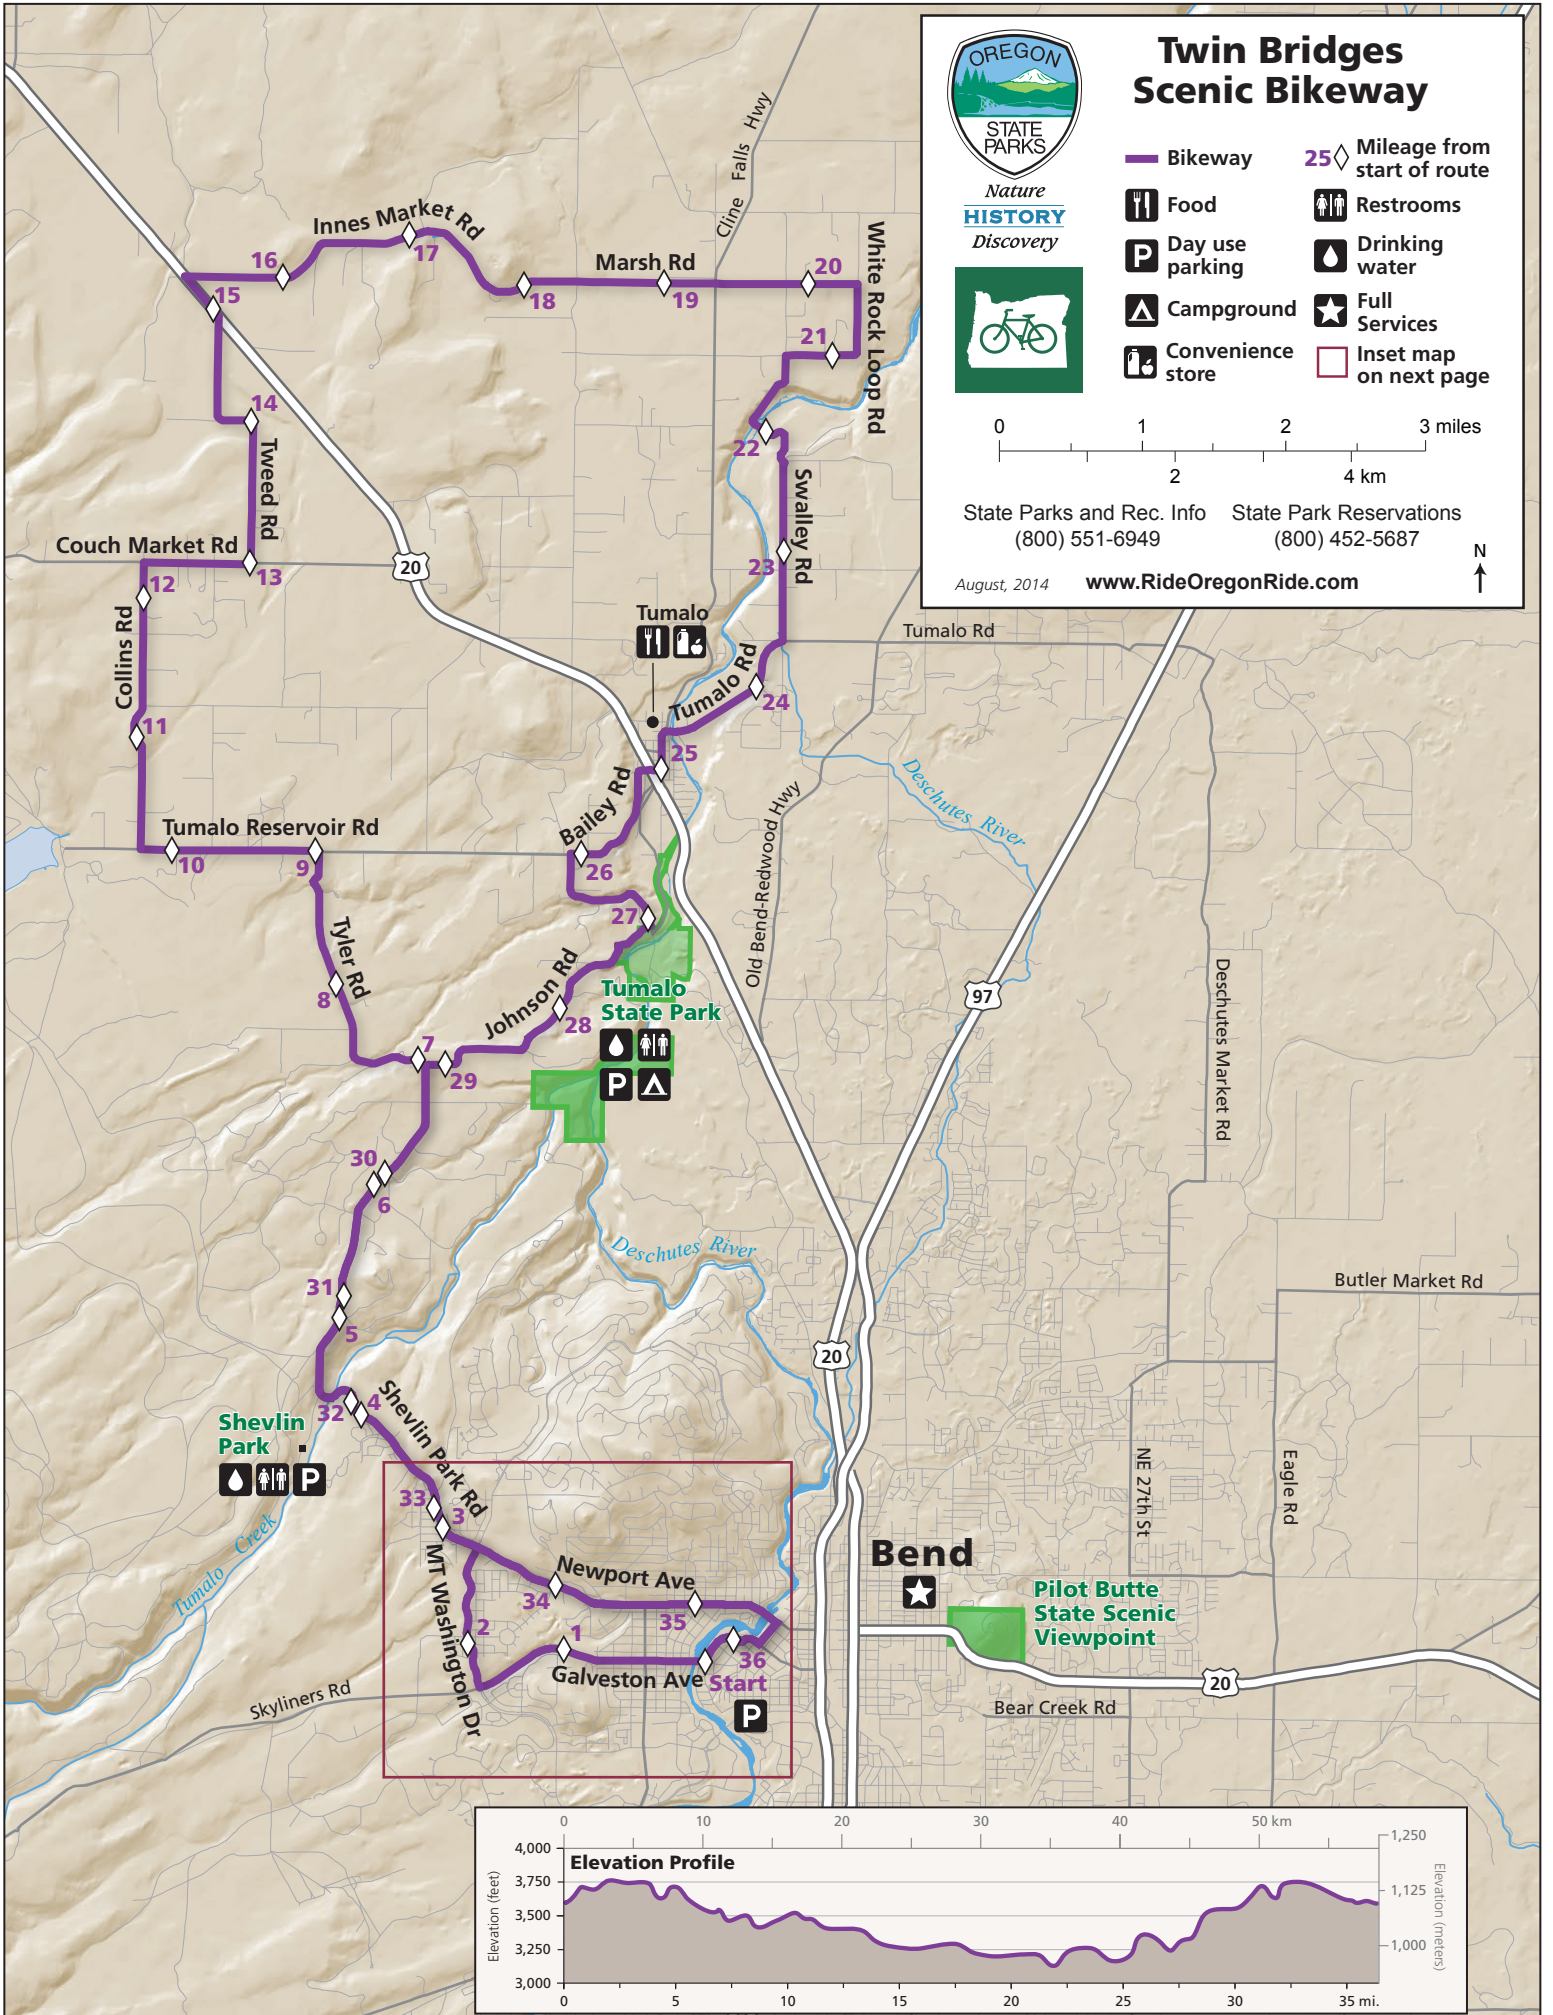 Twin Bridges
Scenic Bikeway
OREGON
STATE
PARKS
Nature
HISTORY
Discovery
Bikeway
25 Mileage from
start of route
Food
Restrooms
P Day use
parking
Drinking
water
Campground
Full
Services
Convenience
store
Inset map
on next page
0 1 2 3 miles
2 4 km
State Parks and Rec. Info
(800) 551-6949
State Park Reservations
(800) 452-5687
N
August, 2014
www.RideOregonRide.com
Cline Falls Hwy
Innes Market Rd
16
17
15
18
Marsh Rd
19
20
White Rock Loop Rd
21
14
Tweed Rd
22
Swalley Rd
Couch Market Rd
13
12
20
23
Collins Rd
Tumalo
Tumalo Rd
Tumalo Rd
24
11
25
Deschutes River
Bailey Rd
Old Bend-Redwood Hwy
Tumalo Reservoir Rd
10
9
26
27
Tyler Rd
8
Johnson Rd
28
Tumalo
State Park
P
97
Deschutes Market Rd
7
29
30
6
Deschutes River
31
5
Butler Market Rd
20
32
4
Shevlin Park Rd
Shevlin
Park
P
33
3
NE 27th St
Eagle Rd
Tumalo Creek
MT Washington Dr
Newport Ave
34
35
Bend
Pilot Butte
State Scenic
Viewpoint
2
1
36
Galveston Ave
Start
P
Skyliners Rd
20
Bear Creek Rd
0 10 20 30 40 50 km
Elevation Profile
Elevation (feet)
4,000
3,750
3,500
3,250
3,000
1,250
1,125
1,000
Elevation (meters)
0 5 10 15 20 25 30 35 mi.